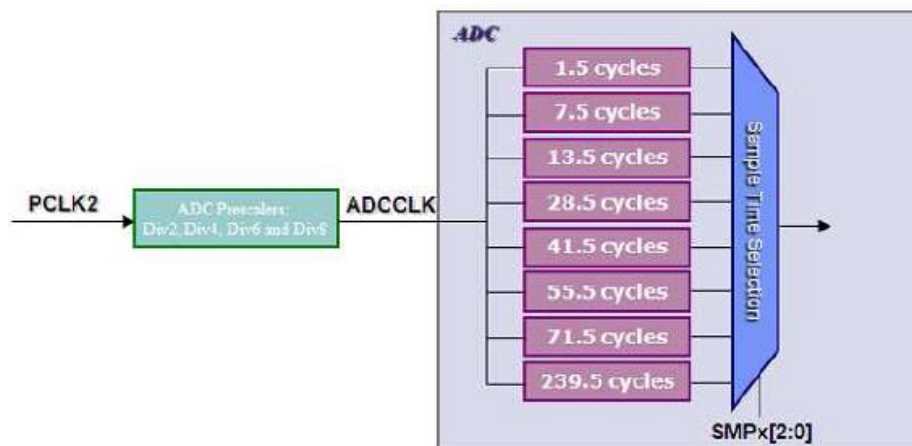 ADC
1.5 cycles
7.5 cycles
13.5 cycles
28.5 cycles
41.5 cycles
55.5 cycles
71.5 cycles
239.5 cycles
Sample Time Selection
SMPx[2:0]
PCLK2
ADC Prescalers:
Div2, Div4, Div6 and Div8
ADCCLK